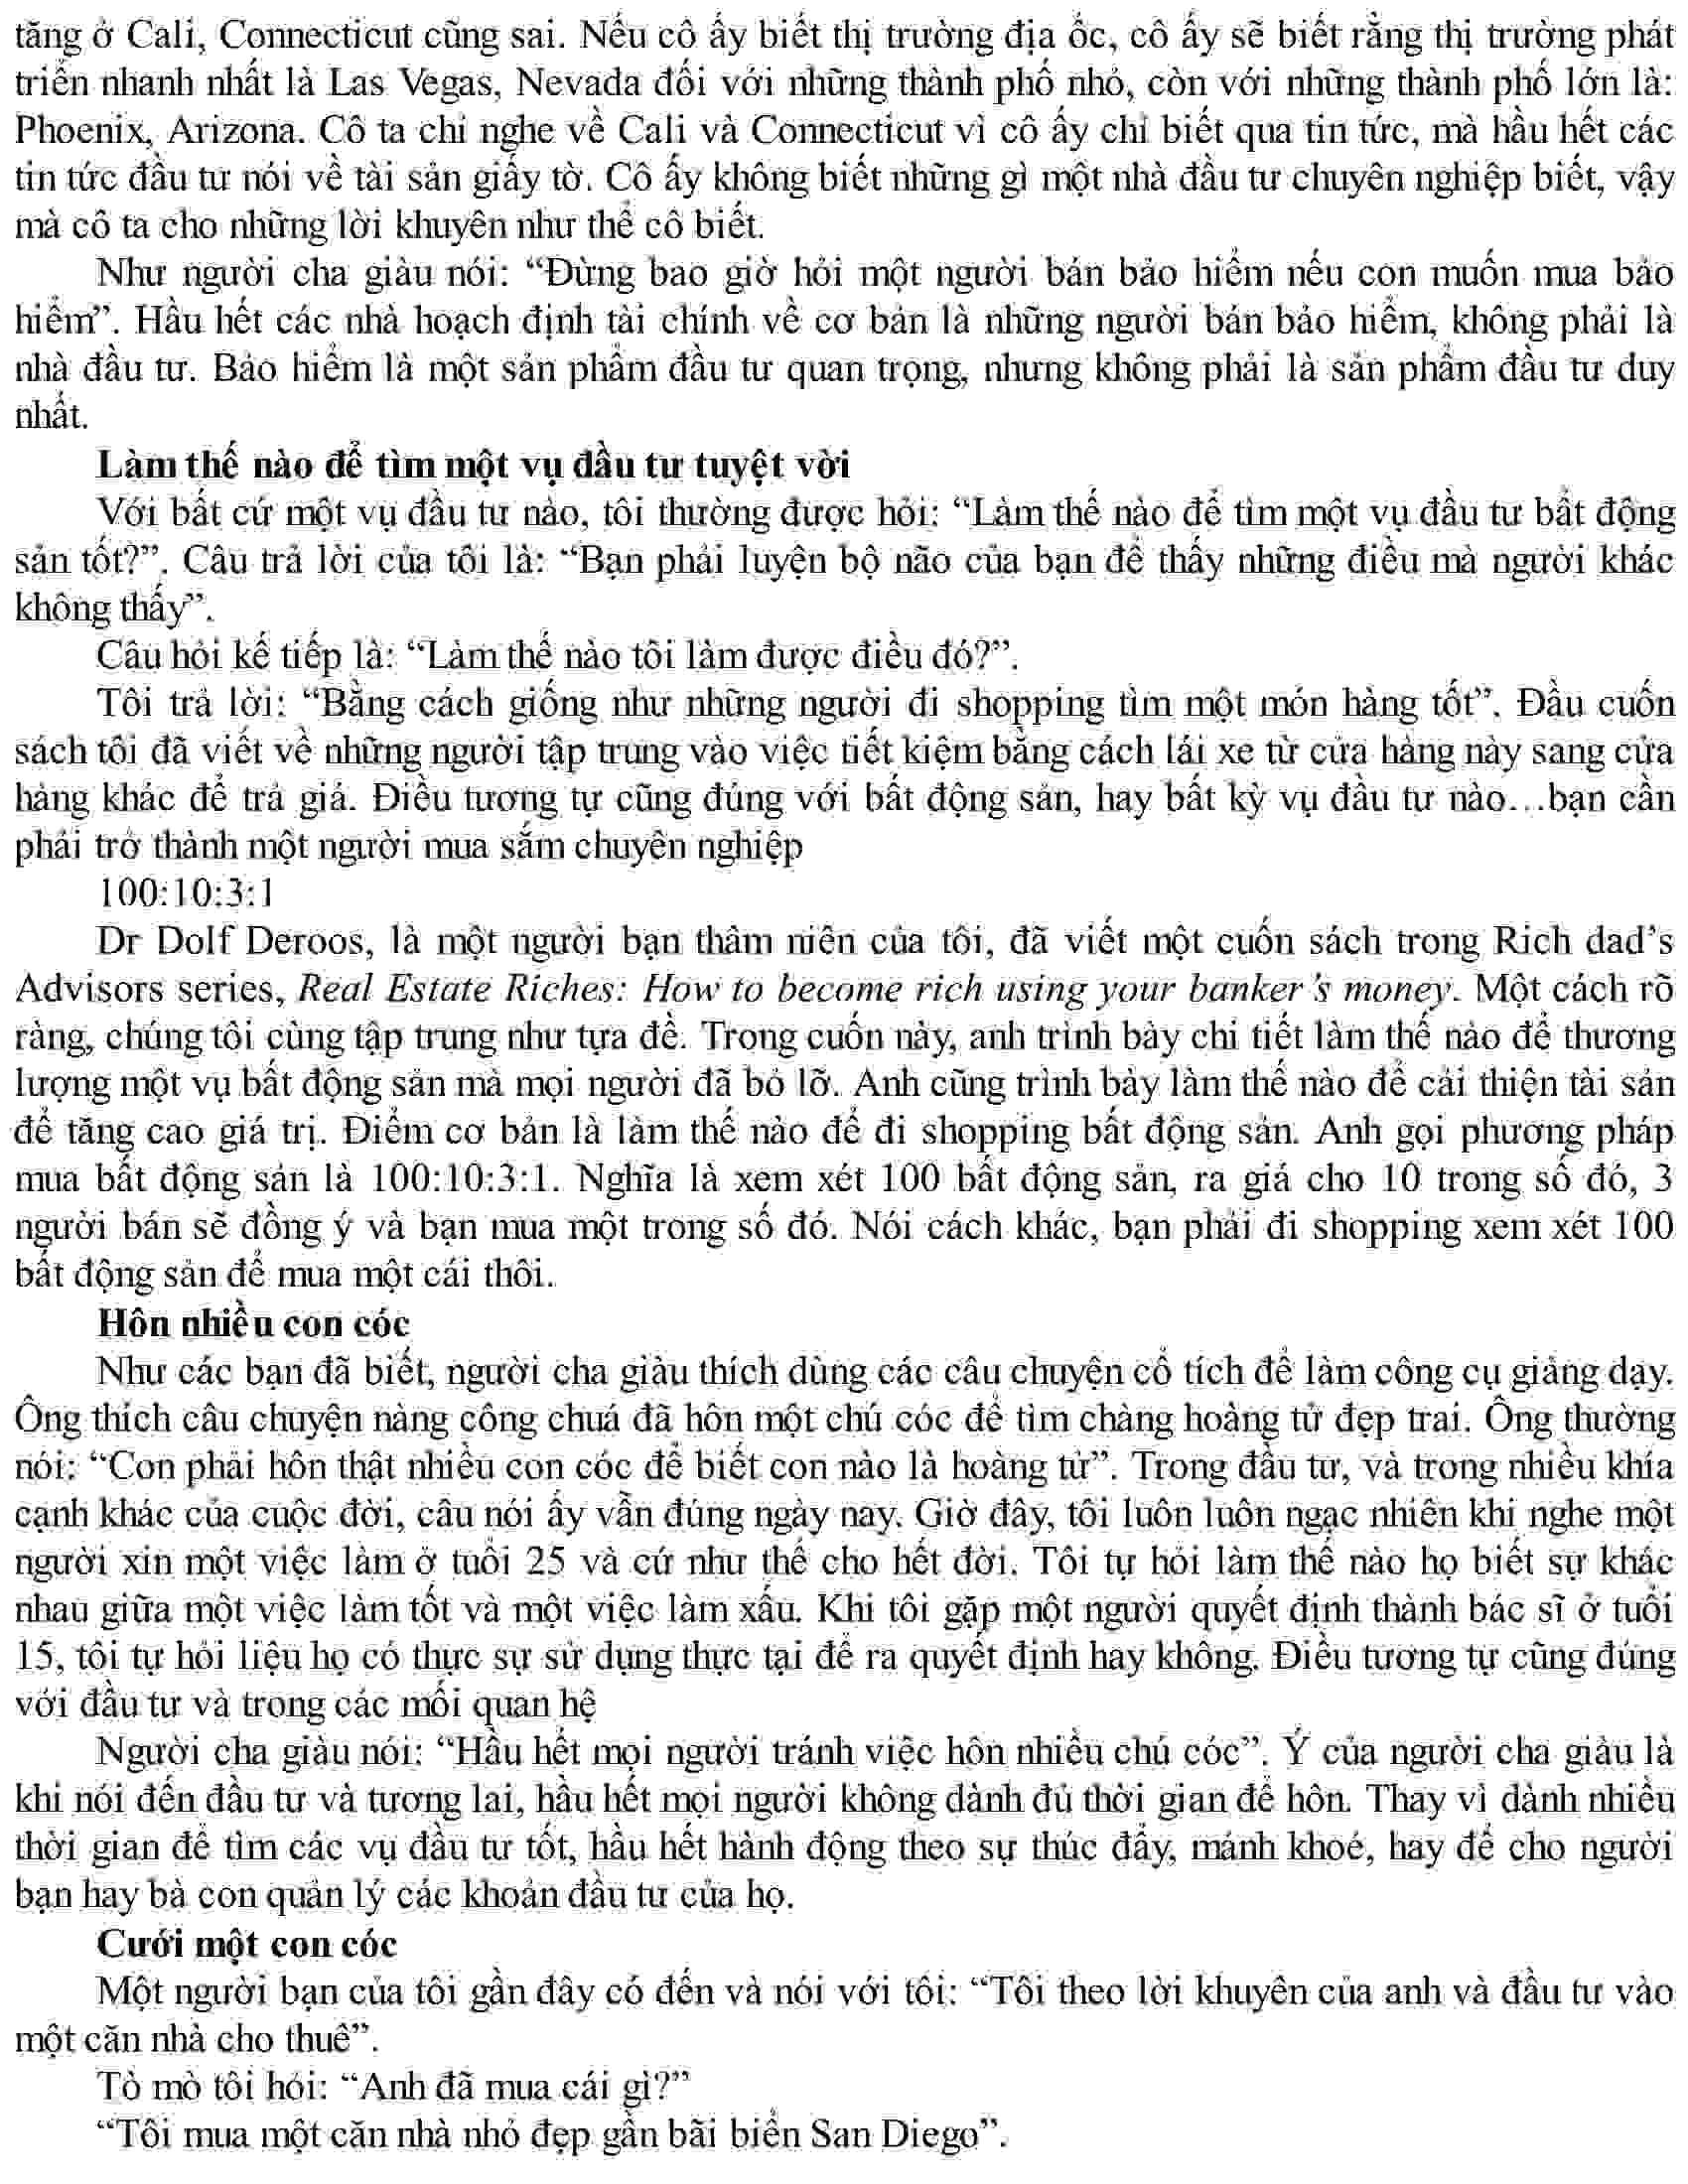 tăng ở Cali, Connecticut cũng sai. Nếu cô ấy biết thị trường địa ốc, cô ấy sẽ biết rằng thị trường phát
triển nhanh nhất là Las Vegas, Nevada đối với những thành phố nhỏ, còn với những thành phố lớn là:
Phoenix, Arizona. Cô ta chỉ nghe về Cali và Connecticut vì cô ấy chỉ biết qua tin tức, mà hầu hết các
tin tức đầu tư nói về tài sản giấy tờ. Cô ấy không biết những gì một nhà đầu tư chuyên nghiệp biết, vậy
mà cô ta cho những lời khuyên như thể cô biết.
Như người cha giàu nói: “Đừng bao giờ hỏi một người bán bảo hiểm nếu con muốn mua bảo
hiểm”. Hầu hết các nhà hoạch định tài chính về cơ bản là những người bán bảo hiểm, không phải là
nhà đầu tư. Bảo hiểm là một sản phẩm đầu tư quan trọng, nhưng không phải là sản phẩm đầu tư duy
nhất.
Làm thế nào để tìm một vụ đầu tư tuyệt vời
Với bất cứ một vụ đầu tư nào, tôi thường được hỏi: “Làm thế nào để tìm một vụ đầu tư bất động
sản tốt?”. Câu trả lời của tôi là: “Bạn phải luyện bộ não của bạn để thấy những điều mà người khác
không thấy”.
Câu hỏi kế tiếp là: “Làm thế nào tôi làm được điều đó?”.
Tôi trả lời: “Bằng cách giống như những người đi shopping tìm một món hàng tốt”. Đầu cuốn
sách tôi đã viết về những người tập trung vào việc tiết kiệm bằng cách lái xe từ cửa hàng này sang cửa
hàng khác để trả giá. Điều tương tự cũng đúng với bất động sản, hay bất kỳ vụ đầu tư nào...bạn cần
phải trở thành một người mua sắm chuyên nghiệp
100:10:3:1
Dr Dolf Deroos, là một người bạn thâm niên của tôi, đã viết một cuốn sách trong Rich dad’s
Advisors series, Real Estate Riches: How to become rich using your banker’s money. Một cách rõ
ràng, chúng tôi cùng tập trung như tựa đề. Trong cuốn này, anh trình bày chi tiết làm thế nào để thương
lượng một vụ bất động sản mà mọi người đã bỏ lỡ. Anh cũng trình bày làm thế nào để cải thiện tài sản
để tăng cao giá trị. Điểm cơ bản là làm thế nào để đi shopping bất động sản. Anh gọi phương pháp
mua bất động sản là 100:10:3:1. Nghĩa là xem xét 100 bất động sản, ra giá cho 10 trong số đó, 3
người bán sẽ đồng ý và bạn mua một trong số đó. Nói cách khác, bạn phải đi shopping xem xét 100
bất động sản để mua một cái thôi.
Hôn nhiều con cóc
Như các bạn đã biết, người cha giàu thích dùng các câu chuyện cổ tích để làm công cụ giảng dạy.
Ông thích câu chuyện nàng công chuá đã hôn một chú cóc để tìm chàng hoàng tử đẹp trai. Ông thường
nói: “Con phải hôn thật nhiều con cóc để biết con nào là hoàng tử”. Trong đầu tư, và trong nhiều khía
cạnh khác của cuộc đời, câu nói ấy vẫn đúng ngày nay. Giờ đây, tôi luôn luôn ngạc nhiên khi nghe một
người xin một việc làm ở tuổi 25 và cứ như thế cho hết đời. Tôi tự hỏi làm thế nào họ biết sự khác
nhau giữa một việc làm tốt và một việc làm xấu. Khi tôi gặp một người quyết định thành bác sĩ ở tuổi
15, tôi tự hỏi liệu họ có thực sự sử dụng thực tại để ra quyết định hay không. Điều tương tự cũng đúng
với đầu tư và trong các mối quan hệ
Người cha giàu nói: “Hầu hết mọi người tránh việc hôn nhiều chú cóc”. Ý của người cha giàu là
khi nói đến đầu tư và tương lai, hầu hết mọi người không dành đủ thời gian để hôn. Thay vì dành nhiều
thời gian để tìm các vụ đầu tư tốt, hầu hết hành động theo sự thúc đẩy, mánh khoé, hay để cho người
bạn hay bà con quản lý các khoản đầu tư của họ.
Cưới một con cóc
Một người bạn của tôi gần đây có đến và nói với tôi: “Tôi theo lời khuyên của anh và đầu tư vào
một căn nhà cho thuê”.
Tò mò tôi hỏi: “Anh đã mua cái gì?”
“Tôi mua một căn nhà nhỏ đẹp gần bãi biển San Diego”.